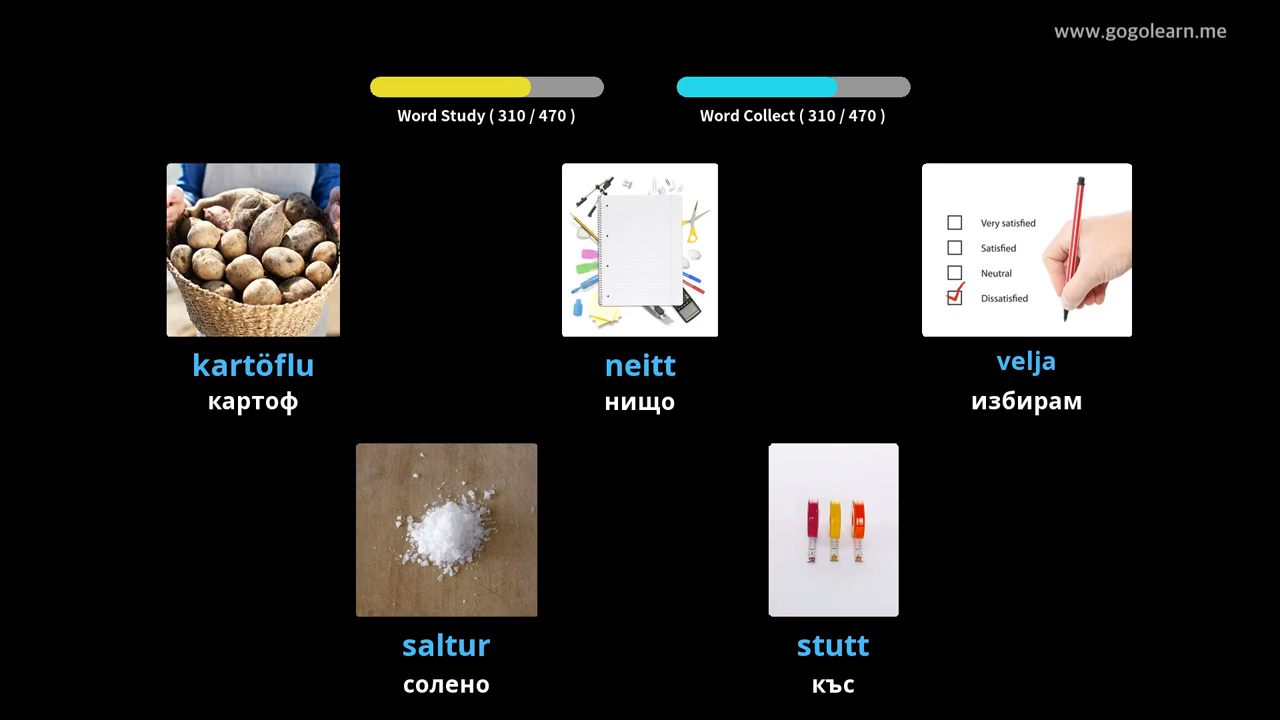 www.gogolearn.me
Word Study ( 310 / 470 )
Word Collect ( 310 / 470 )
Very satisfied
Satisfied
Neutral
Dissatisfied
kartöflu
картоф
neitt
нищо
velja
избирам
saltur
солено
stutt
къс